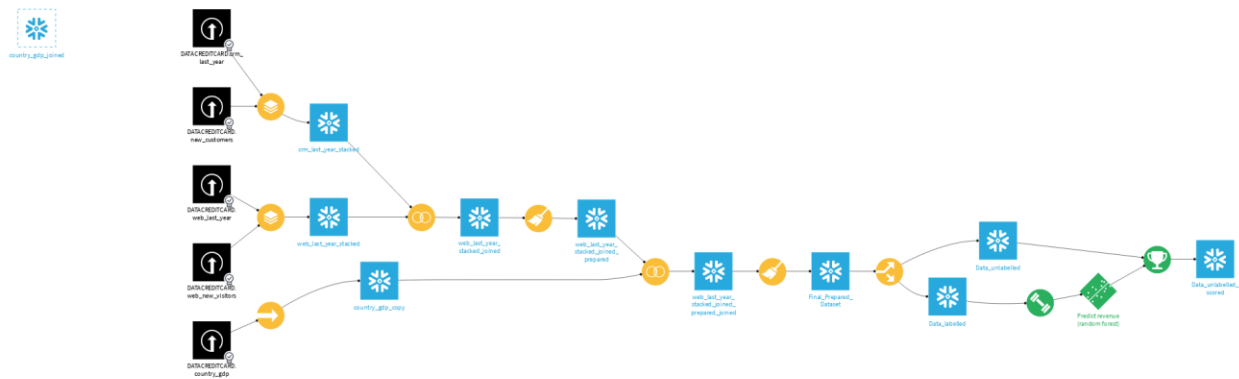 country_gdp_joined
DATACREDITCARD.crm_
last_year
DATACREDITCARD.
new_customers
crm_last_year_stacked
DATACREDITCARD.
web_last_year
web_last_year_stacked
web_last_year_
stacked_joined
web_last_year_
stacked_joined_
prepared
DATACREDITCARD.
web_new_visitors
country_gdp_copy
web_last_year_
stacked_joined_
prepared_joined
Final_Prepared_
Dataset
Data_unlabelled
Data_labelled
Predict revenue
(random forest)
Data_unlabelled_
scored
DATACREDITCARD.
country_gdp